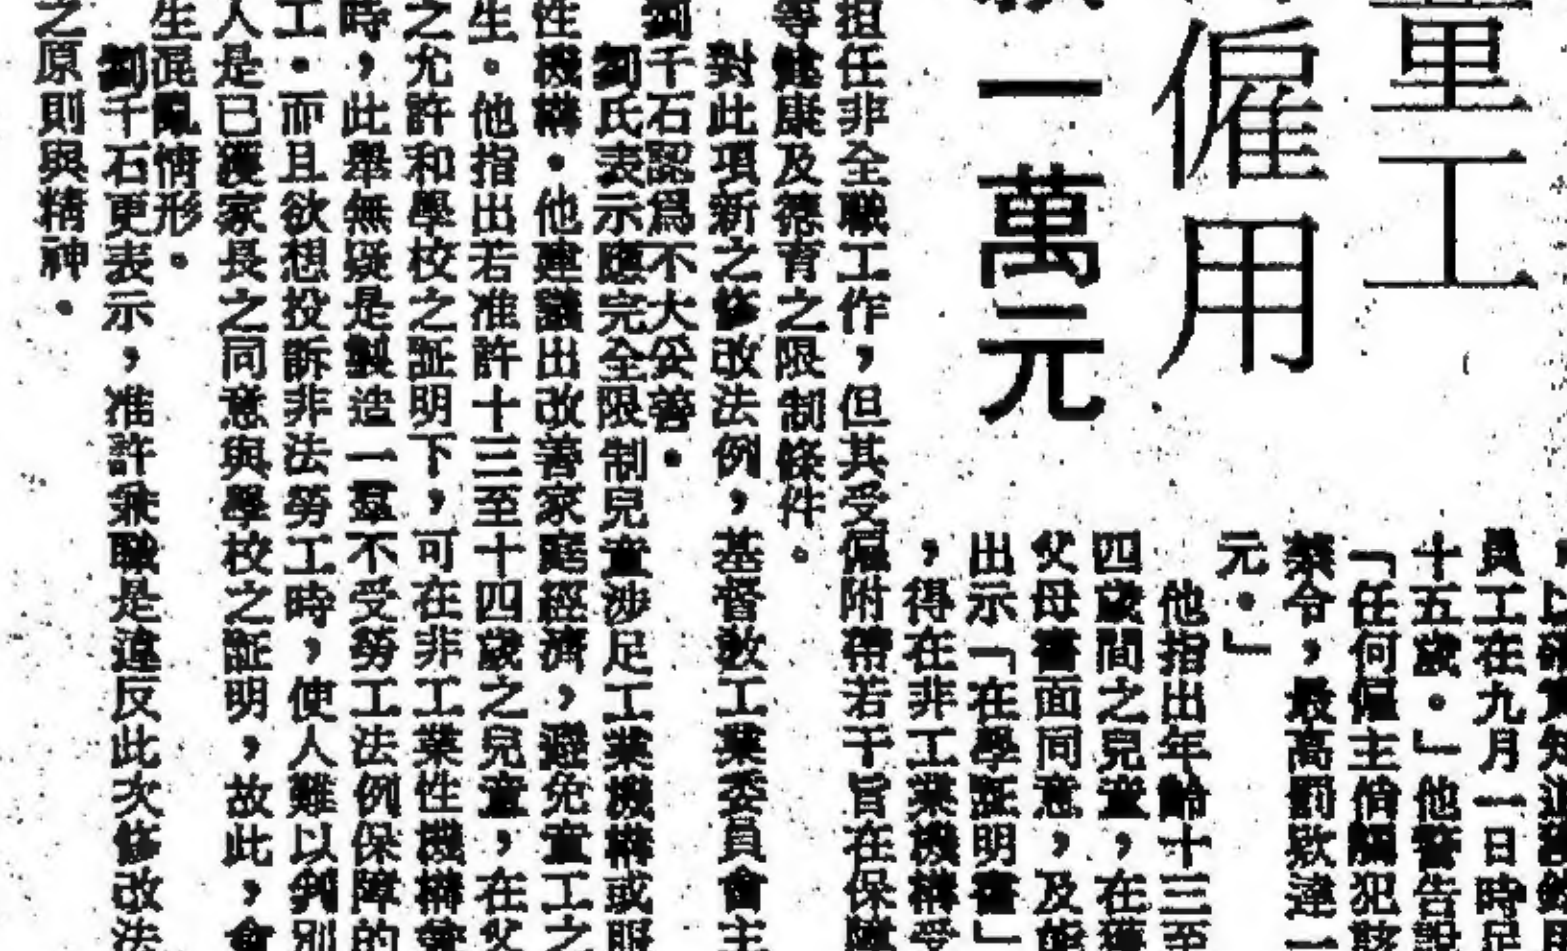 童工
僱用
一萬元
員工在九月一日時足
十五歲。」他警告說
「任何僱主倘觸犯該
禁令，最高罰欵達一
元。」
他指出年齡十三至
四歲間之兒童，在獲
父母書面同意，及能
出示「在學証明書」
，得在非工業機構受
担任非全職工作，但其受僱附帶若干旨在保障
等健康及德育之限制條件。
對此項新之修改法例，基督敎工業委員會主
劉千石認爲不大妥善。
劉氏表示應完全限制兒童涉足工業機構或服
性機構。他建議出改善家庭經濟，避免童工之
生。他指出若准許十三至十四歲之兒童，在父
之允許和學校之証明下，可在非工業性機構兼
時，此舉無疑是製造一羣不受勞工法例保障的
工。而且欲想投訴非法勞工時，使人難以判別
人是已獲家長之同意與學校之証明，故此，會
生混亂情形。
劉千石更表示，准許兼職是違反此次修改法
之原則與精神。